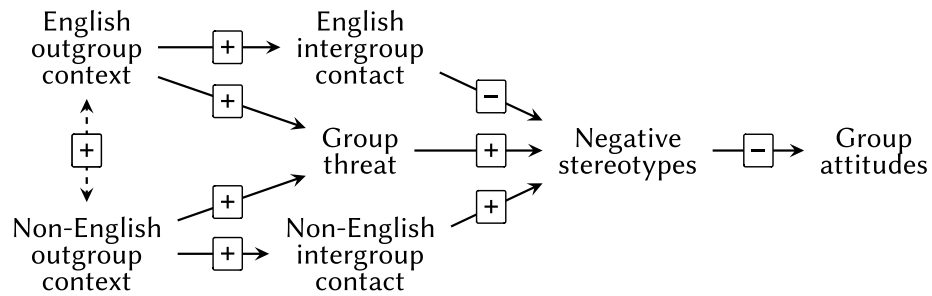 English
outgroup
context
+
English
intergroup
contact
+
−
+
Group
threat
+
Negative
stereotypes
−
Group
attitudes
+
+
Non-English
outgroup
context
+
Non-English
intergroup
contact